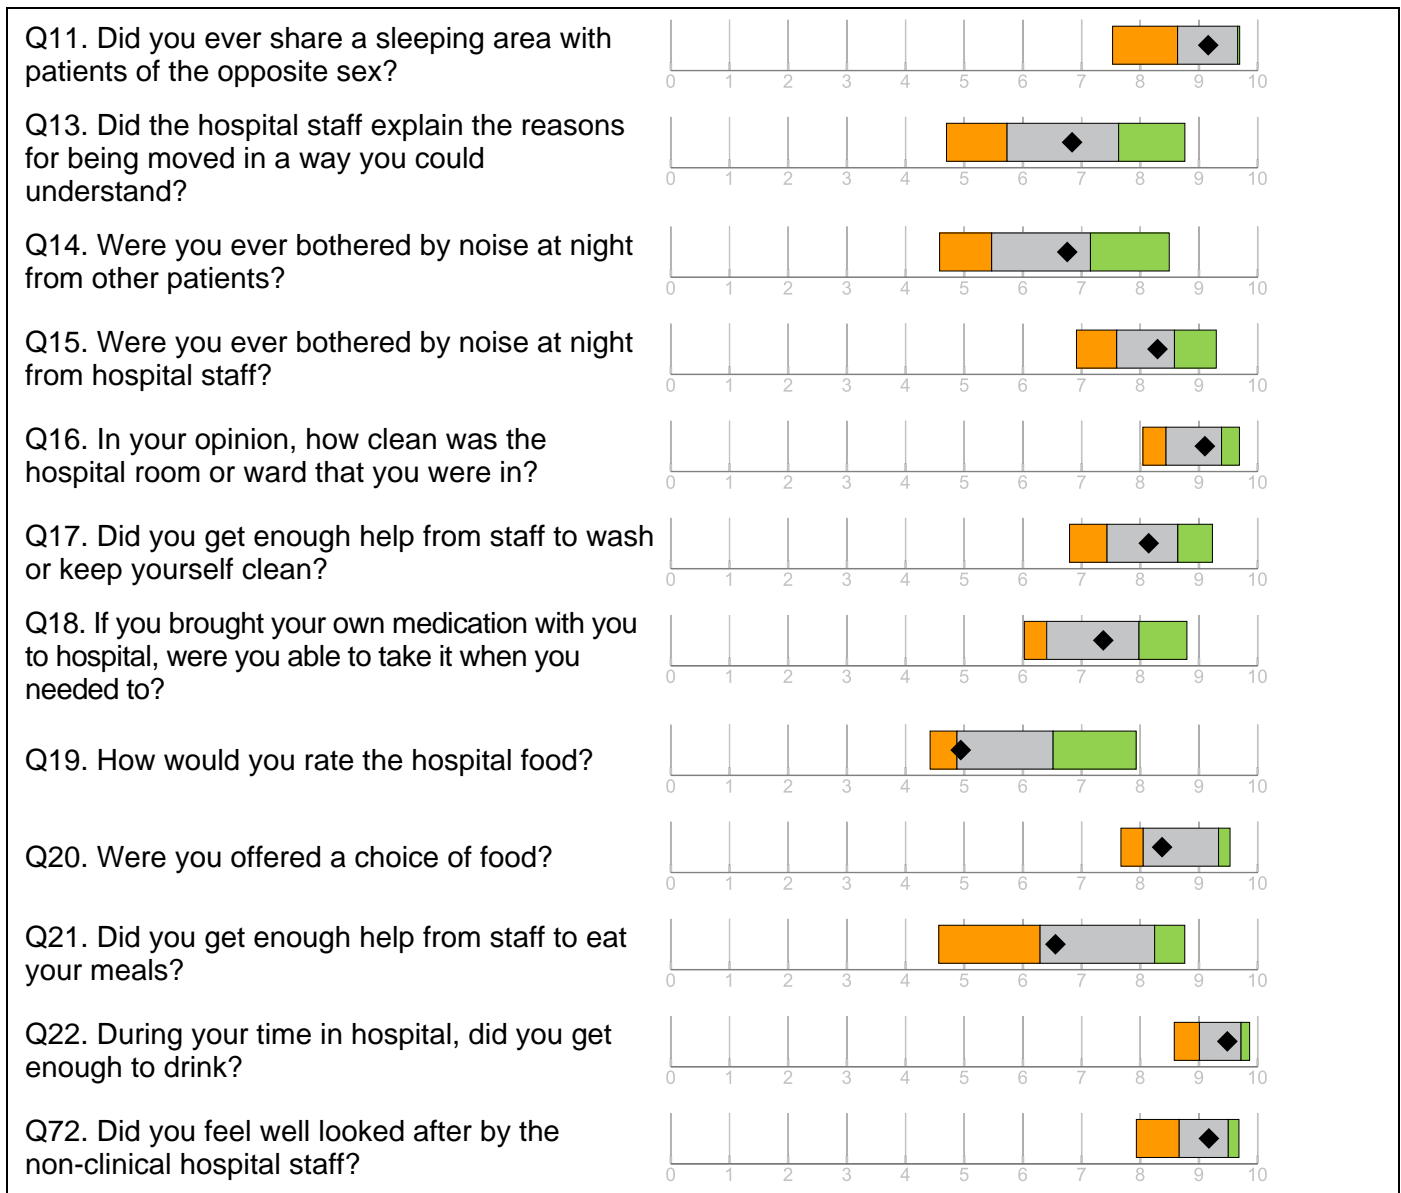 Q11. Did you ever share a sleeping area with
patients of the opposite sex?
0 1 2 3 4 5 6 7 8 9 10
Q13. Did the hospital staff explain the reasons
for being moved in a way you could
understand?
0 1 2 3 4 5 6 7 8 9 10
Q14. Were you ever bothered by noise at night
from other patients?
0 1 2 3 4 5 6 7 8 9 10
Q15. Were you ever bothered by noise at night
from hospital staff?
0 1 2 3 4 5 6 7 8 9 10
Q16. In your opinion, how clean was the
hospital room or ward that you were in?
0 1 2 3 4 5 6 7 8 9 10
Q17. Did you get enough help from staff to wash
or keep yourself clean?
0 1 2 3 4 5 6 7 8 9 10
Q18. If you brought your own medication with you
to hospital, were you able to take it when you
needed to?
0 1 2 3 4 5 6 7 8 9 10
Q19. How would you rate the hospital food?
0 1 2 3 4 5 6 7 8 9 10
Q20. Were you offered a choice of food?
0 1 2 3 4 5 6 7 8 9 10
Q21. Did you get enough help from staff to eat
your meals?
0 1 2 3 4 5 6 7 8 9 10
Q22. During your time in hospital, did you get
enough to drink?
0 1 2 3 4 5 6 7 8 9 10
Q72. Did you feel well looked after by the
non-clinical hospital staff?
0 1 2 3 4 5 6 7 8 9 10